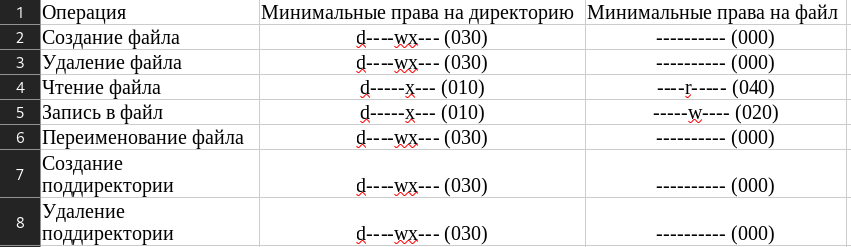 1 Операция Минимальные права на директорию Минимальные права на файл
2 Создание файла d----wx--- (030) ---------- (000)
3 Удаление файла d----wx--- (030) ---------- (000)
4 Чтение файла d-----x--- (010) ----r----- (040)
5 Запись в файл d-----x--- (010) -----w---- (020)
6 Переименование файла d----wx--- (030) ---------- (000)
Создание
7 поддиректории d----wx--- (030) ---------- (000)
Удаление
8 поддиректории d----wx--- (030) ---------- (000)